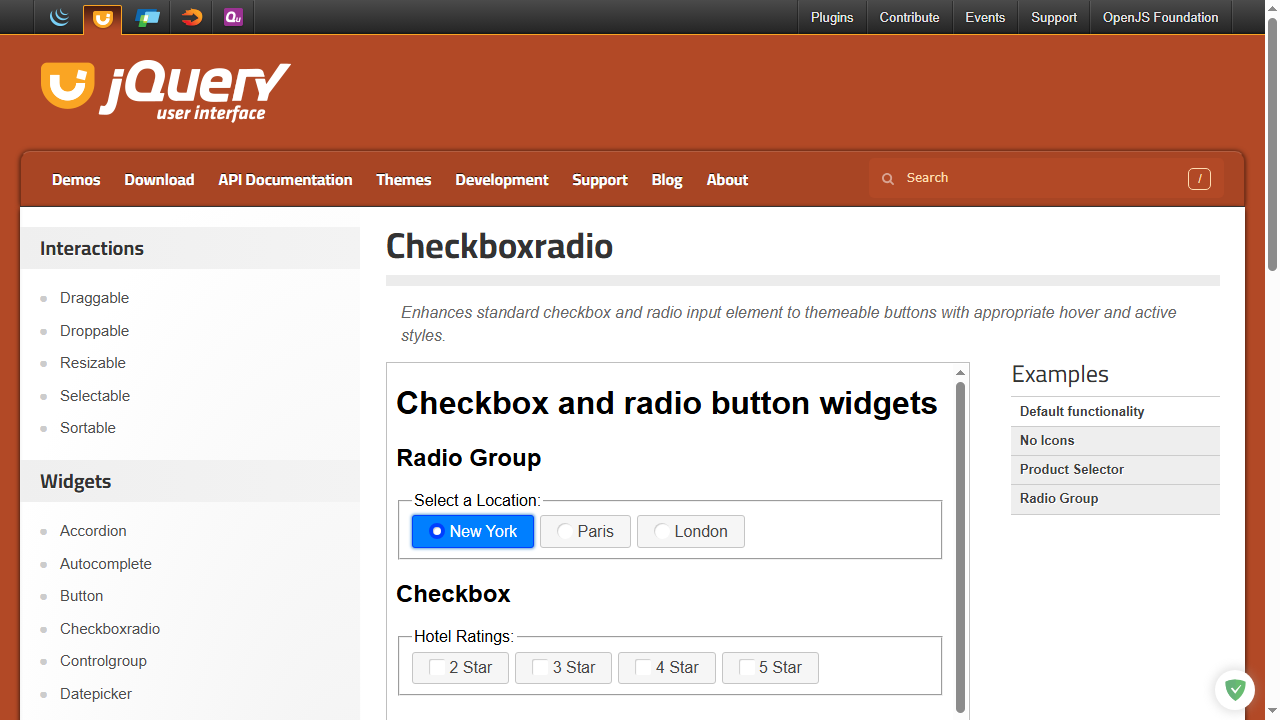 Qu
Plugins
Contribute
Events
Support
OpenJS Foundation
jQuery
user interface
Demos
Download
API Documentation
Themes
Development
Support
Blog
About
Search
/
Interactions
Draggable
Droppable
Resizable
Selectable
Sortable
Widgets
Accordion
Autocomplete
Button
Checkboxradio
Controlgroup
Datepicker
Checkboxradio
Enhances standard checkbox and radio input element to themeable buttons with appropriate hover and active
styles.
Checkbox and radio button widgets
Radio Group
Select a Location:
New York
Paris
London
Checkbox
Hotel Ratings:
2 Star
3 Star
4 Star
5 Star
Examples
Default functionality
No Icons
Product Selector
Radio Group